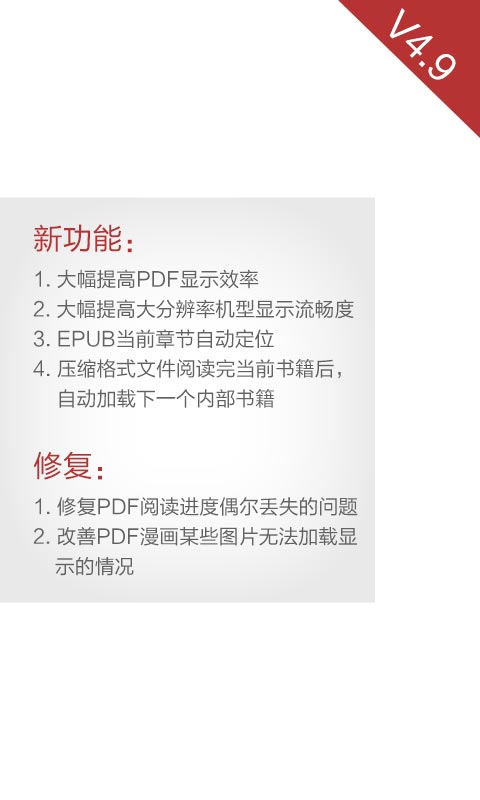 V4.9
新功能：
1. 大幅提高PDF显示效率
2. 大幅提高大分辨率机型显示流畅度
3. EPUB当前章节自动定位
4. 压缩格式文件阅读完当前书籍后，
自动加载下一个内部书籍
修复：
1. 修复PDF阅读进度偶尔丢失的问题
2. 改善PDF漫画某些图片无法加载显
示的情况